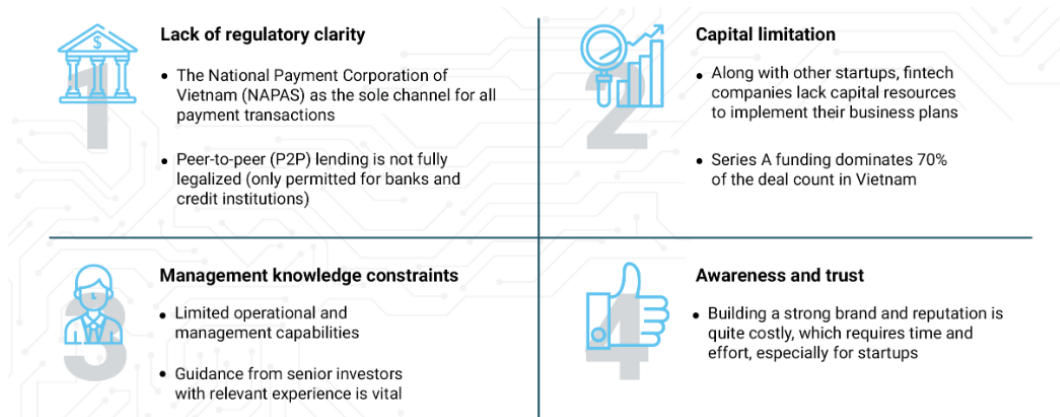 $
1
Lack of regulatory clarity
• The National Payment Corporation of
Vietnam (NAPAS) as the sole channel for all
payment transactions
• Peer-to-peer (P2P) lending is not fully
legalized (only permitted for banks and
credit institutions)
2
Capital limitation
• Along with other startups, fintech
companies lack capital resources
to implement their business plans
• Series A funding dominates 70%
of the deal count in Vietnam
3
Management knowledge constraints
• Limited operational and
management capabilities
• Guidance from senior investors
with relevant experience is vital
4
Awareness and trust
• Building a strong brand and reputation is
quite costly, which requires time and
effort, especially for startups